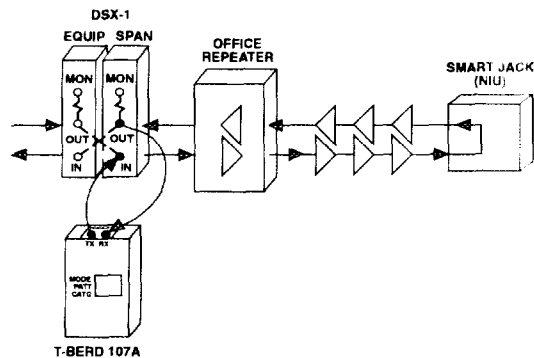 DSX-1
EQUIP SPAN
MON MON
OUT OUT
IN IN
OFFICE
REPEATER
SMART JACK
(NIU)
TX RX
MODE
PATT
CATG
T-BERD 107A